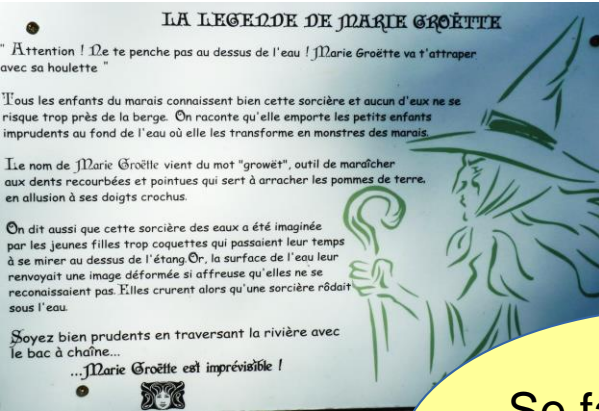 LA LEGENDE DE MARIE GROËTTE
" Attention ! Ne te penche pas au dessus de l'eau ! Marie Groëtte va t'attraper
avec sa houlette "
Tous les enfants du marais connaissent bien cette sorcière et aucun d'eux ne se
risque trop près de la berge. On raconte qu'elle emporte les petits enfants
imprudents au fond de l'eau où elle les transforme en monstres des marais.
Le nom de Marie Groëtte vient du mot "growët", outil de maraîcher
aux dents recourbées et pointues qui sert à arracher les pommes de terre,
en allusion à ses doigts crochus.
On dit aussi que cette sorcière des eaux a été imaginée
par les jeunes filles trop coquettes qui passaient leur temps
à se mirer au dessus de l'étang.Or, la surface de l'eau leur
renvoyait une image déformée si affreuse qu'elles ne se
reconaissaient pas. Elles crurent alors qu'une sorcière rôdait
sous l'eau.
Soyez bien prudents en traversant la rivière avec
le bac à chaîne...
...Marie Groëtte est imprévisible !
Se